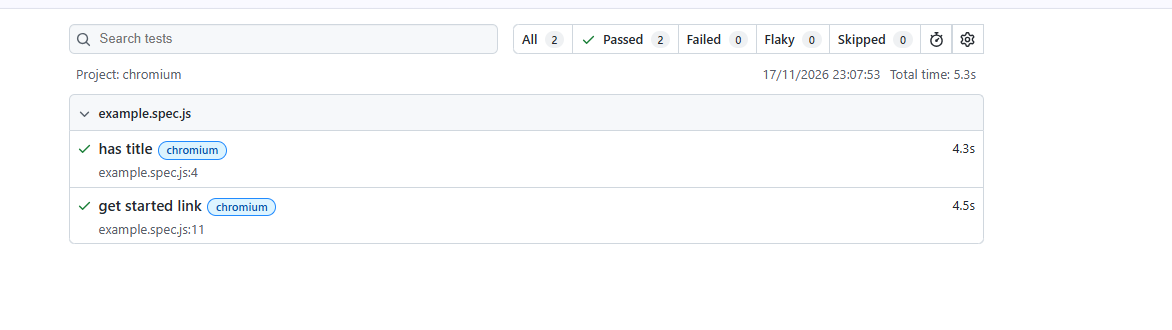 Search tests
All 2 Passed 2 Failed 0 Flaky 0 Skipped 0
Project: chromium 17/11/2026 23:07:53 Total time: 5.3s
example.spec.js
has title chromium 4.3s
example.spec.js:4
get started link chromium 4.5s
example.spec.js:11